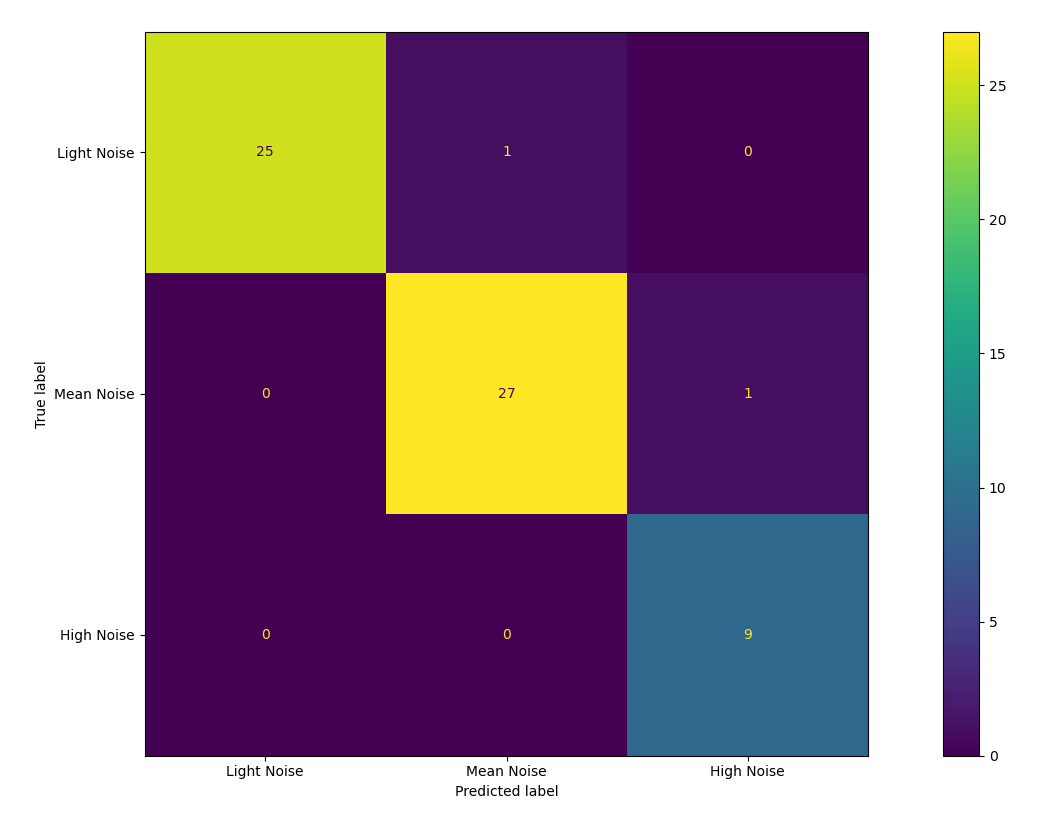 Light Noise 25 1 0
Mean Noise 0 27 1
High Noise 0 0 9
Light Noise Mean Noise High Noise
Predicted label
True label
25
20
15
10
5
0